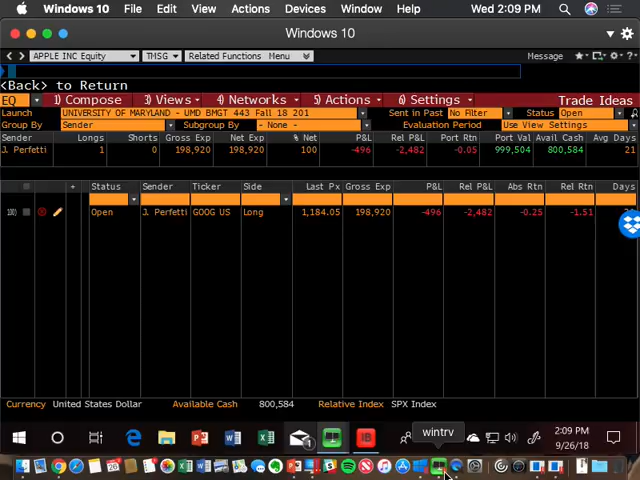 Windows 10 File Edit View Actions Devices Window Help Wed 2:09 PM
Windows 10
APPLE INC Equity TMSG Related Functions Menu Message
<Back> to Return
EQ 1) Compose 3) Views 4) Networks 5) Actions 6) Settings Trade Ideas
Launch UNIVERSITY OF MARYLAND - UMD BMGT 443 Fall 18 201 Sent in Past No Filter Status Open
Group By Sender Subgroup By - None - Evaluation Period Use View Settings
Sender Longs Shorts Gross Exp Net Exp % Net P&L Rel P&L Rel Rtn Port Val Avail Cash Avg Days
J. Perfetti 1 0 198,920 198,920 100 -496 -2,482 -0.05 999,504 800,584 21
+ Status Sender Ticker Side Last Px Gross Exp P&L Rel P&L Abs Rtn Rel Rtn Days
100) Open J. Perfetti GOOG US Long 1,184.05 198,920 -496 -2,482 -0.25 -1.51
Currency United States Dollar Available Cash 800,584 Relative Index SPX Index
wintrv
2:09 PM
9/26/18